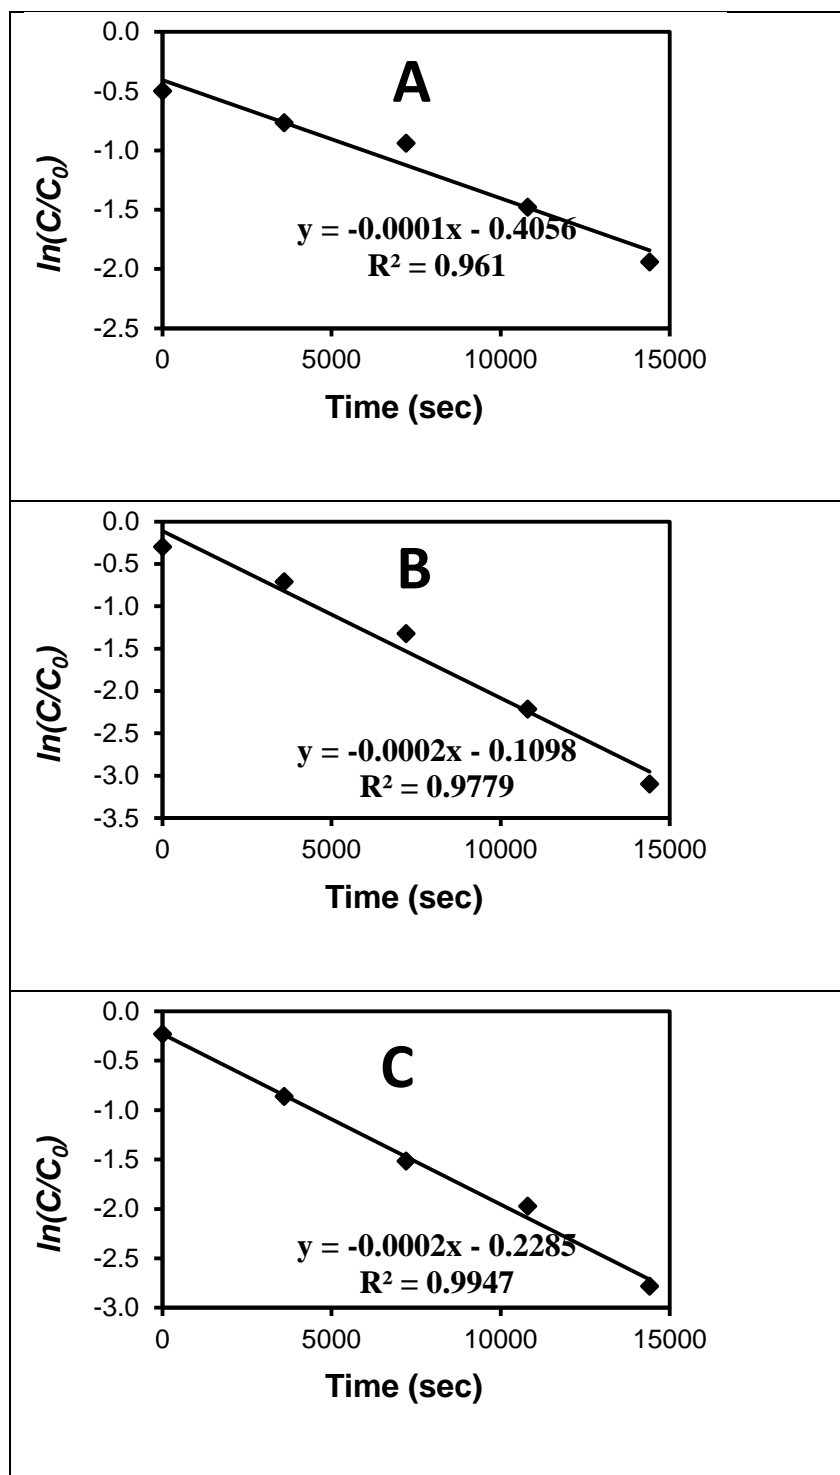 0.0
-0.5
-1.0
-1.5
-2.0
-2.5
ln(C/C₀)
A
y = -0.0001x - 0.4056
R² = 0.961
0 5000 10000 15000
Time (sec)
0.0
-0.5
-1.0
-1.5
-2.0
-2.5
-3.0
-3.5
ln(C/C₀)
B
y = -0.0002x - 0.1098
R² = 0.9779
0 5000 10000 15000
Time (sec)
0.0
-0.5
-1.0
-1.5
-2.0
-2.5
-3.0
ln(C/C₀)
C
y = -0.0002x - 0.2285
R² = 0.9947
0 5000 10000 15000
Time (sec)